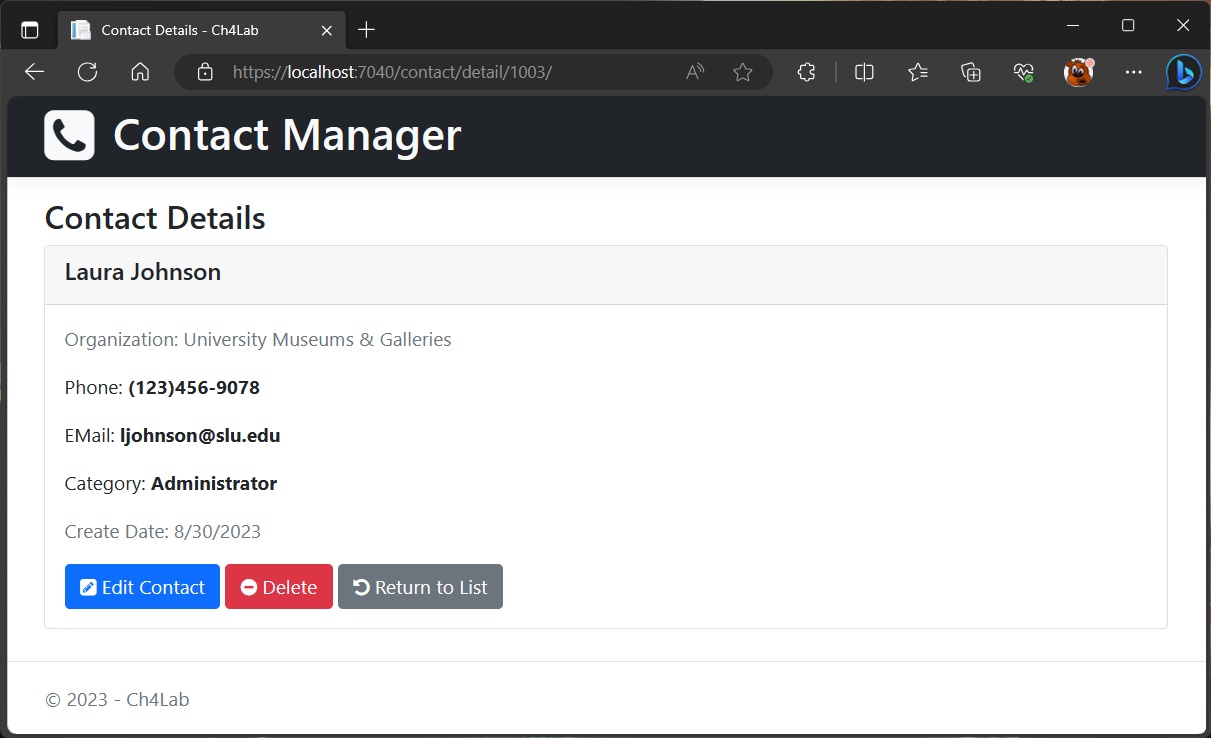 Contact Details - Ch4Lab
https://localhost:7040/contact/detail/1003/
Contact Manager
Contact Details
Laura Johnson
Organization: University Museums & Galleries
Phone: (123)456-9078
EMail: ljohnson@slu.edu
Category: Administrator
Create Date: 8/30/2023
Edit Contact Delete Return to List
© 2023 - Ch4Lab